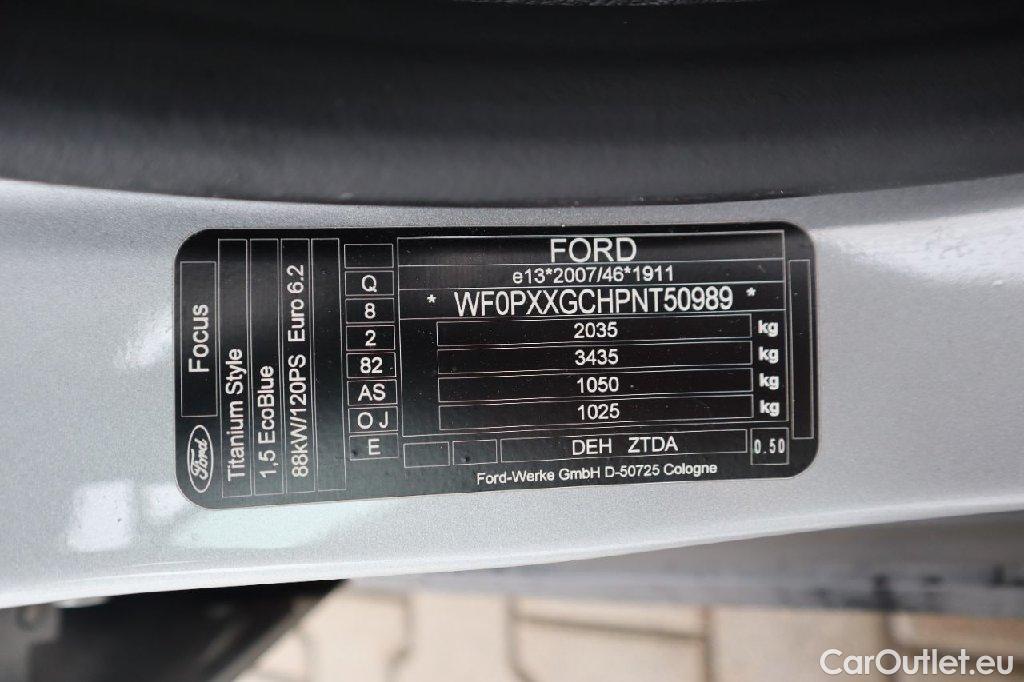 FORD
e13*2007/46*1911
* WF0PXXGCHPNT50989 *
2035 kg
3435 kg
1050 kg
1025 kg
DEH ZTDA
0.50
Ford-Werke GmbH D-50725 Cologne
Q
8
2
82
AS
OJ
E
Focus
Ford
Titanium Style
1,5 EcoBlue
88kW/120PS Euro 6.2
CarOutlet.eu